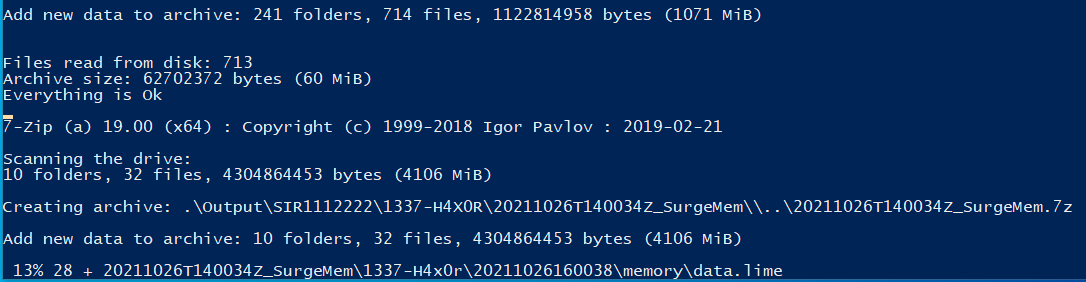 Add new data to archive: 241 folders, 714 files, 1122814958 bytes (1071 MiB)
Files read from disk: 713
Archive size: 62702372 bytes (60 MiB)
Everything is Ok
7-Zip (a) 19.00 (x64) : Copyright (c) 1999-2018 Igor Pavlov : 2019-02-21
Scanning the drive:
10 folders, 32 files, 4304864453 bytes (4106 MiB)
Creating archive: .\Output\SIR1112222\1337-H4X0R\20211026T140034Z_SurgeMem\\..\20211026T140034Z_SurgeMem.7z
Add new data to archive: 10 folders, 32 files, 4304864453 bytes (4106 MiB)
13% 28 + 20211026T140034Z_SurgeMem\1337-H4x0r\20211026160038\memory\data.lime